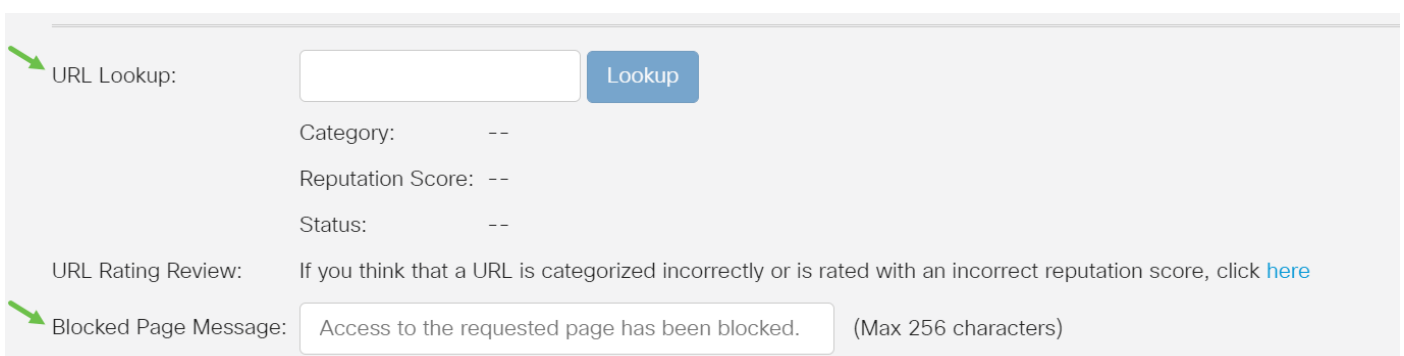 URL Lookup: Lookup
Category: --
Reputation Score: --
Status: --
URL Rating Review: If you think that a URL is categorized incorrectly or is rated with an incorrect reputation score, click here
Blocked Page Message: Access to the requested page has been blocked. (Max 256 characters)